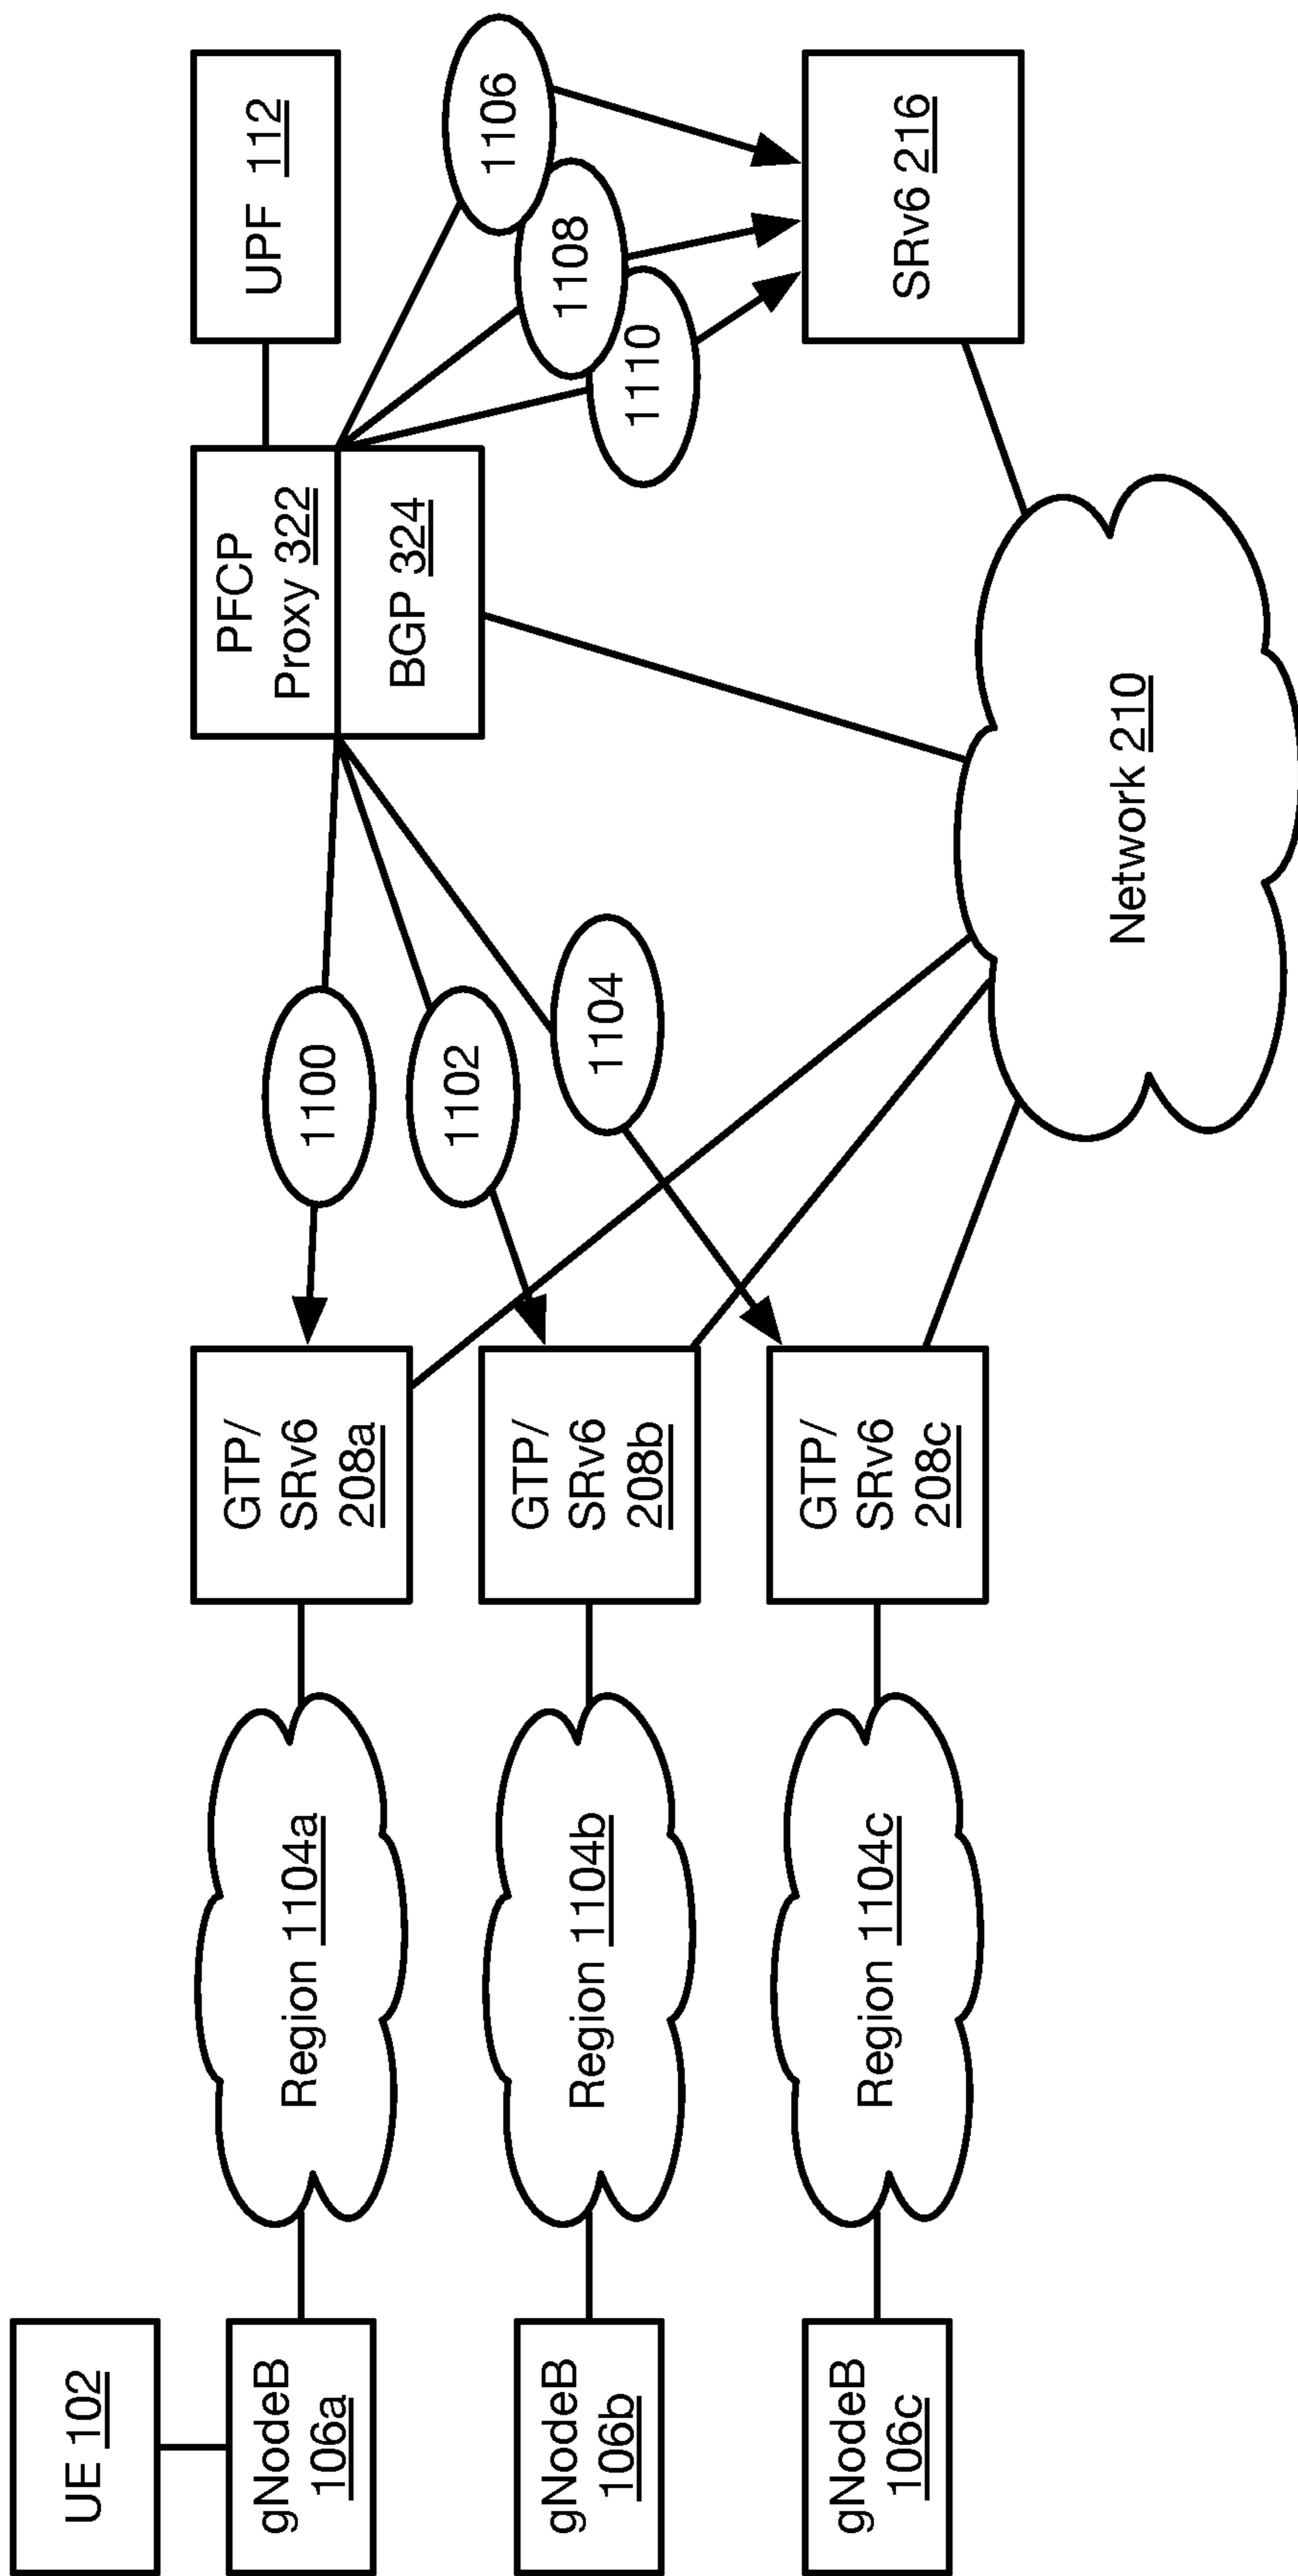 UE 102
gNodeB
106a
Region 1104a
GTP/
SRv6
208a
1100
PFCP
Proxy 322
UPF 112
gNodeB
106b
Region 1104b
GTP/
SRv6
208b
1102
BGP 324
1106
1108
1110
gNodeB
106c
Region 1104c
GTP/
SRv6
208c
1104
SRv6 216
Network 210